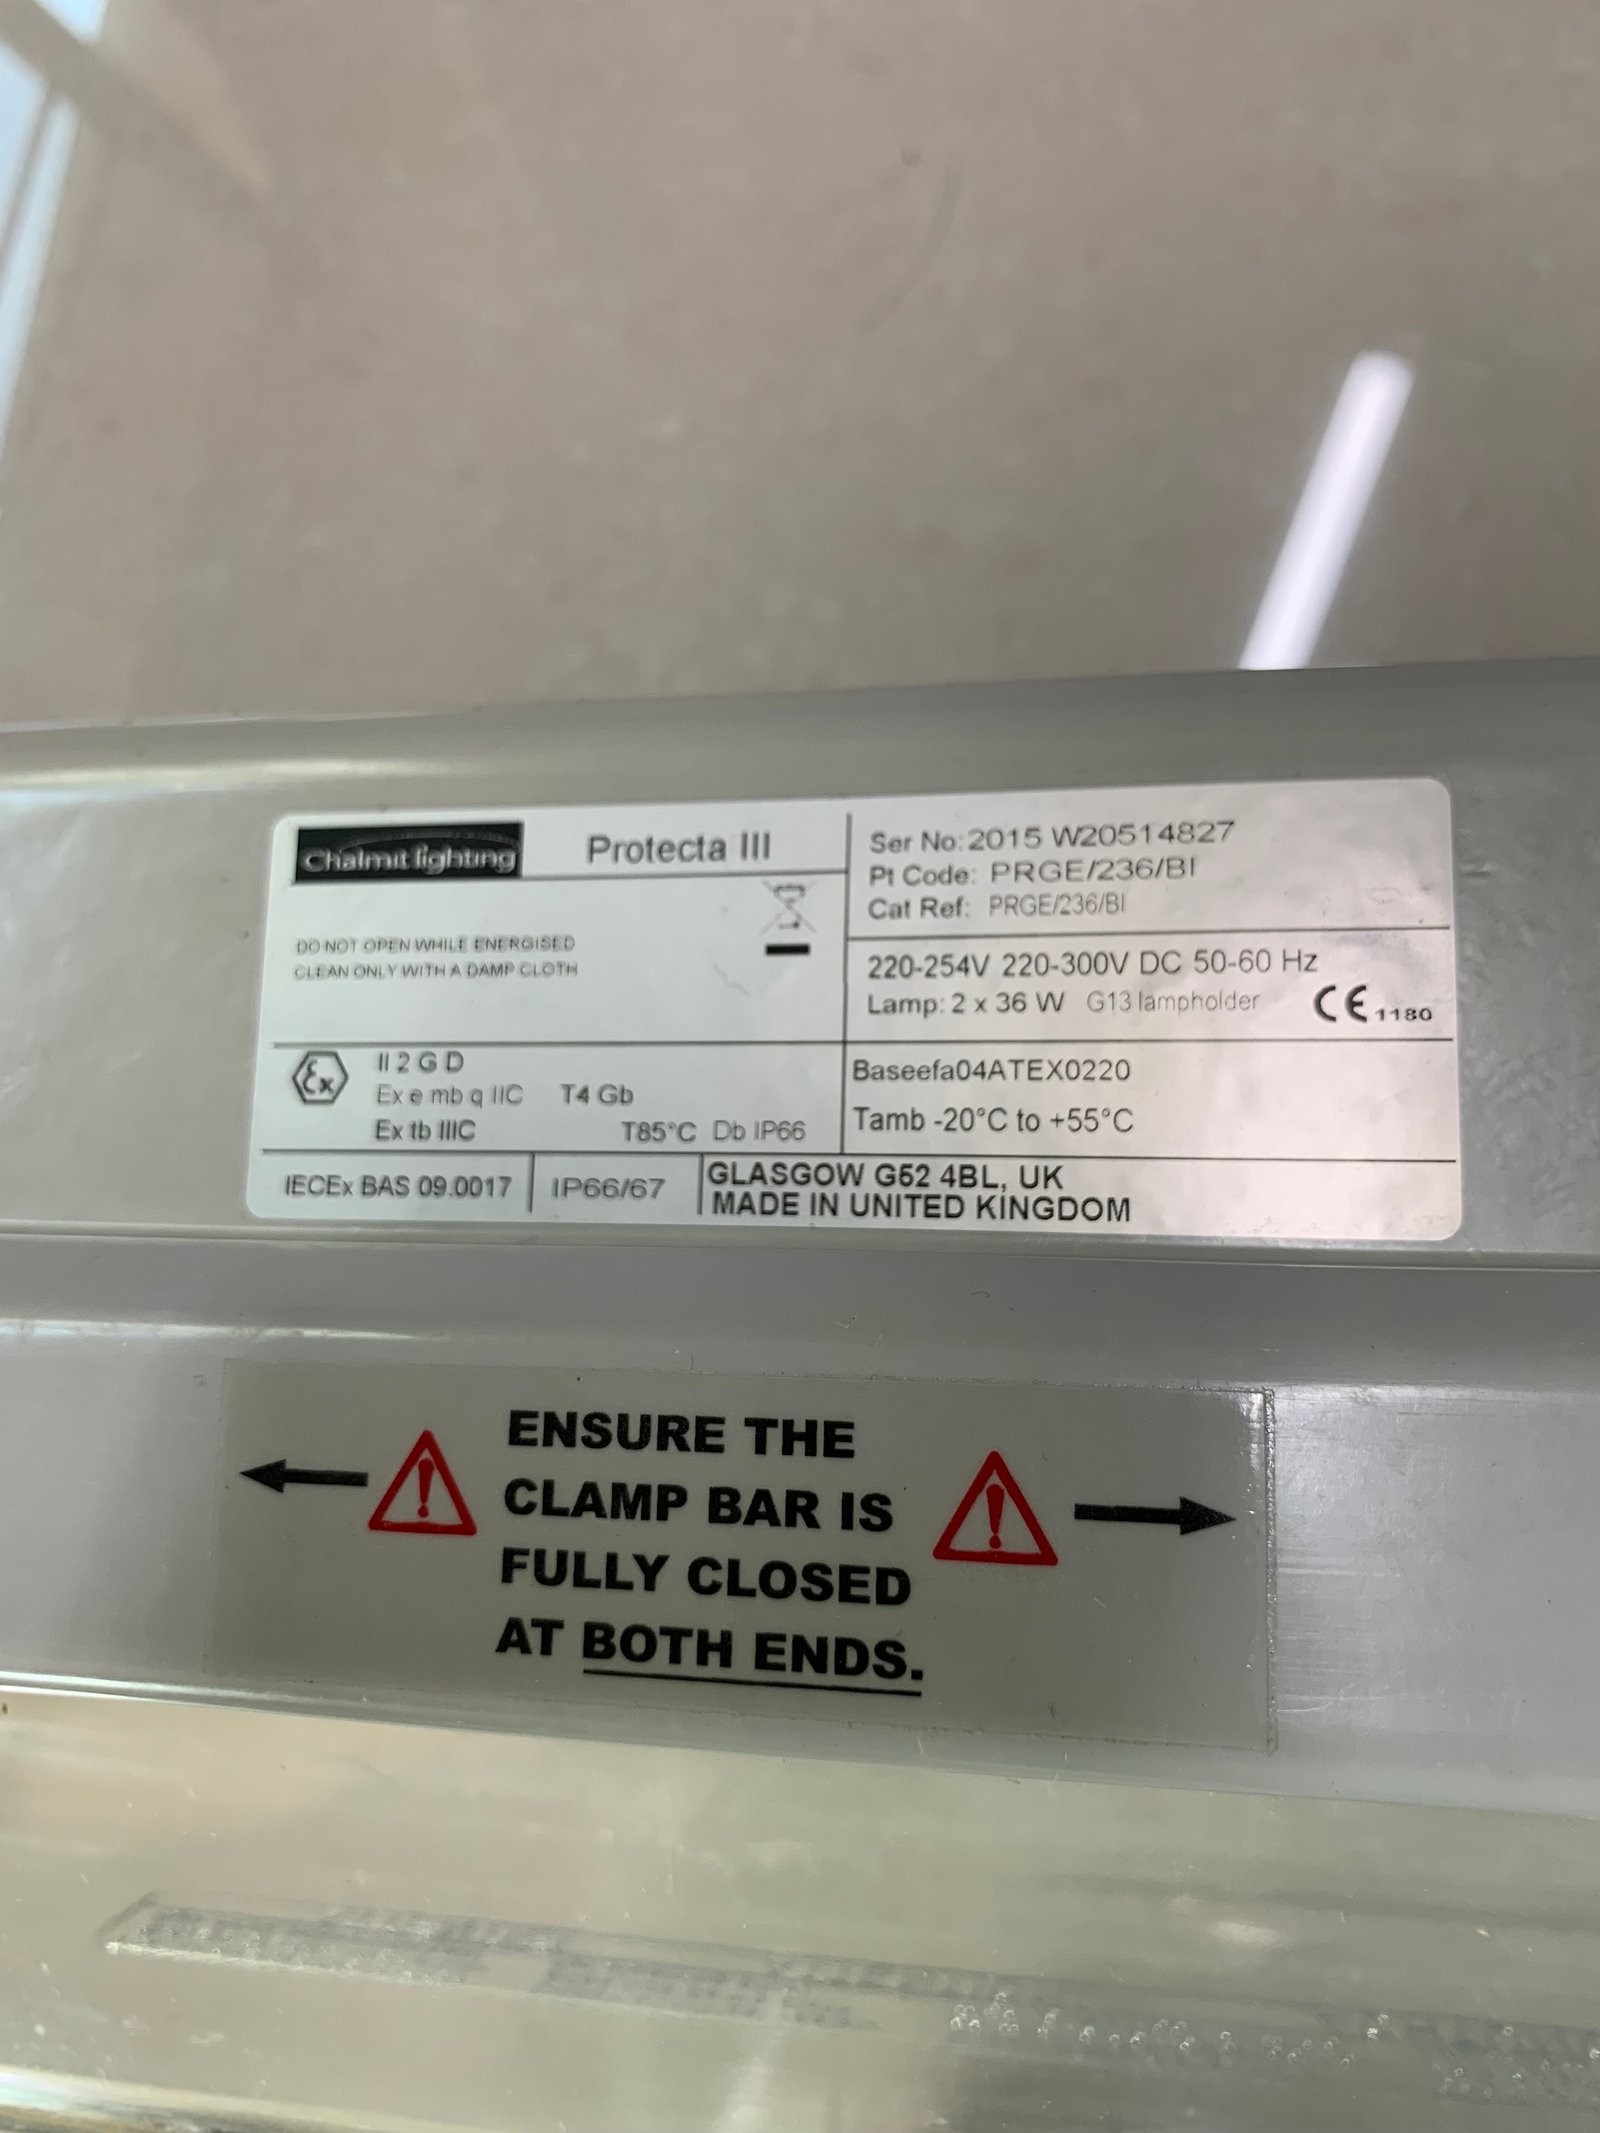 Chalmit lighting
Protecta III
Ser No: 2015 W20514827
Pt Code: PRGE/236/BI
Cat Ref: PRGE/236/BI
DO NOT OPEN WHILE ENERGISED
CLEAN ONLY WITH A DAMP CLOTH
220-254V 220-300V DC 50-60 Hz
Lamp: 2 x 36 W G13 lampholder
CE 1180
Ex
II 2 G D
Ex e mb q IIC T4 Gb
Ex tb IIIC T85°C Db IP66
Baseefa04ATEX0220
Tamb -20°C to +55°C
IECEx BAS 09.0017
IP66/67
GLASGOW G52 4BL, UK
MADE IN UNITED KINGDOM
ENSURE THE
CLAMP BAR IS
FULLY CLOSED
AT BOTH ENDS.